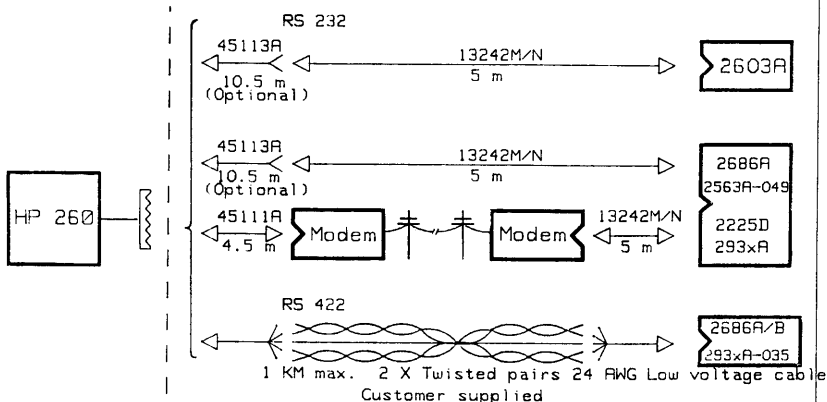 RS 232
45113A
10.5 m
(Optional)
13242M/N
5 m
2603A
45113A
10.5 m
(Optional)
13242M/N
5 m
2686A
2563A-049
2225D
293xA
HP 260
45111A
4.5 m
Modem
Modem
13242M/N
5 m
RS 422
2686A/B
293xA-035
1 KM max. 2 X Twisted pairs 24 AWG Low voltage cable
Customer supplied